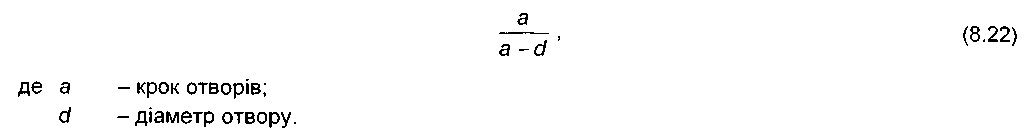 a
a – d , (8.22)
де a – крок отворів;
d – діаметр отвору.